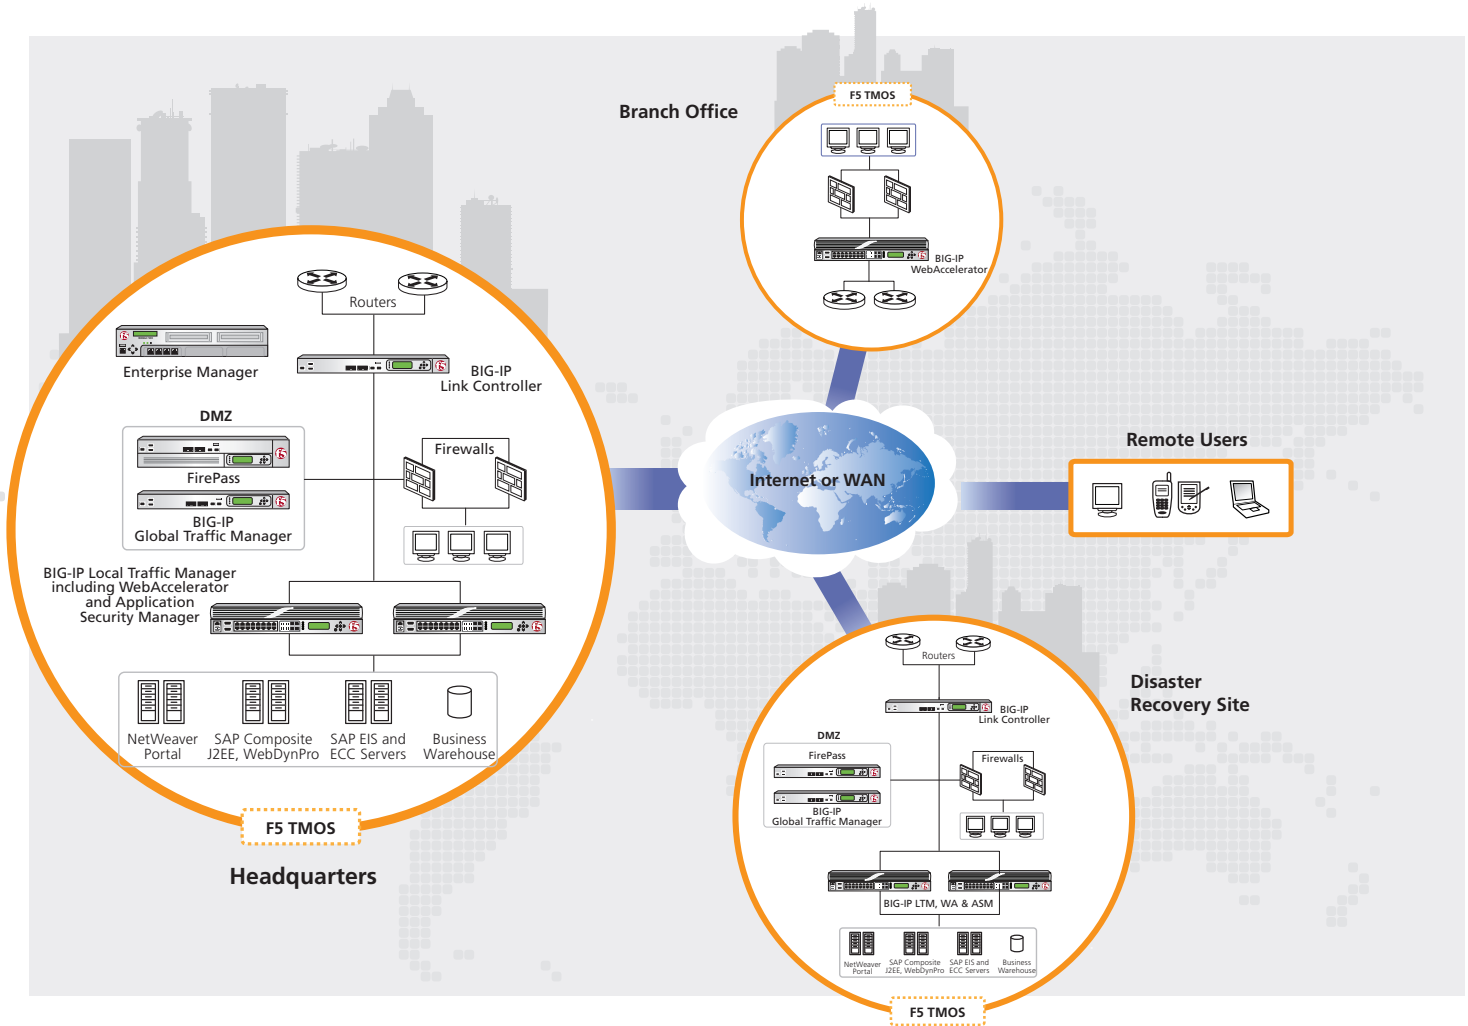 F5 TMOS
Branch Office
BIG-IP
WebAccelerator
Routers
Enterprise Manager
BIG-IP
Link Controller
DMZ
Firewalls
FirePass
BIG-IP
Global Traffic Manager
BIG-IP Local Traffic Manager
including WebAccelerator
and Application
Security Manager
NetWeaver
Portal
SAP Composite
J2EE, WebDynPro
SAP EIS and
ECC Servers
Business
Warehouse
F5 TMOS
Headquarters
Internet or WAN
Remote Users
Disaster
Recovery Site
Routers
BIG-IP
Link Controller
DMZ
FirePass
Firewalls
BIG-IP
Global Traffic Manager
BIG-IP LTM, WA & ASM
NetWeaver
Portal
SAP Composite
J2EE, WebDynPro
SAP EIS and
ECC Servers
Business
Warehouse
F5 TMOS